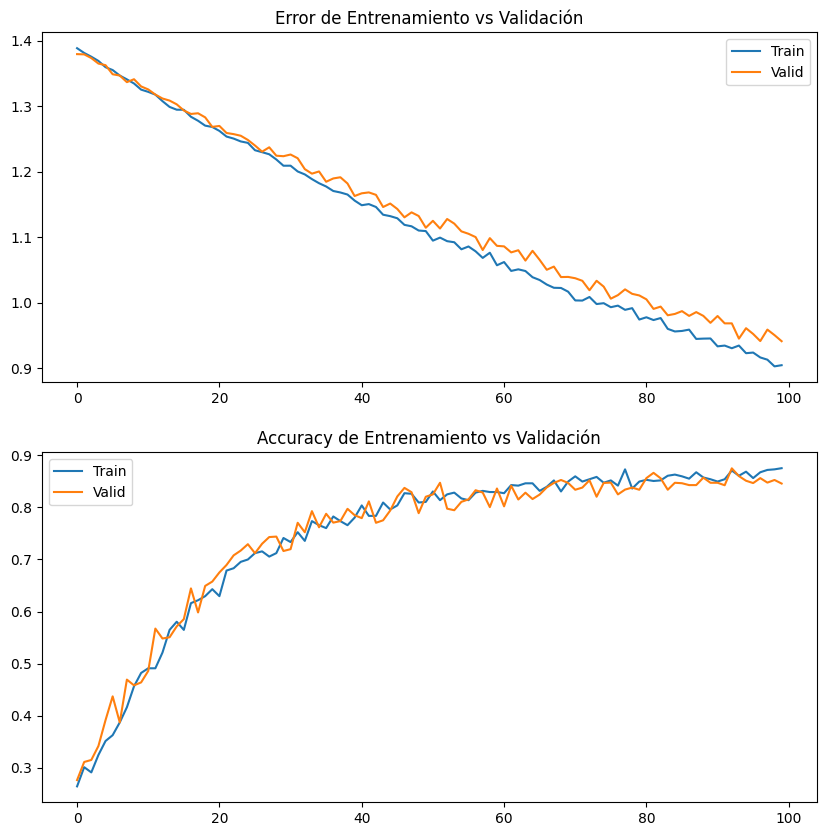 Error de Entrenamiento vs Validación
1.4
1.3
1.2
1.1
1.0
0.9
Train
Valid
0 20 40 60 80 100
Accuracy de Entrenamiento vs Validación
0.9
0.8
0.7
0.6
0.5
0.4
0.3
Train
Valid
0 20 40 60 80 100